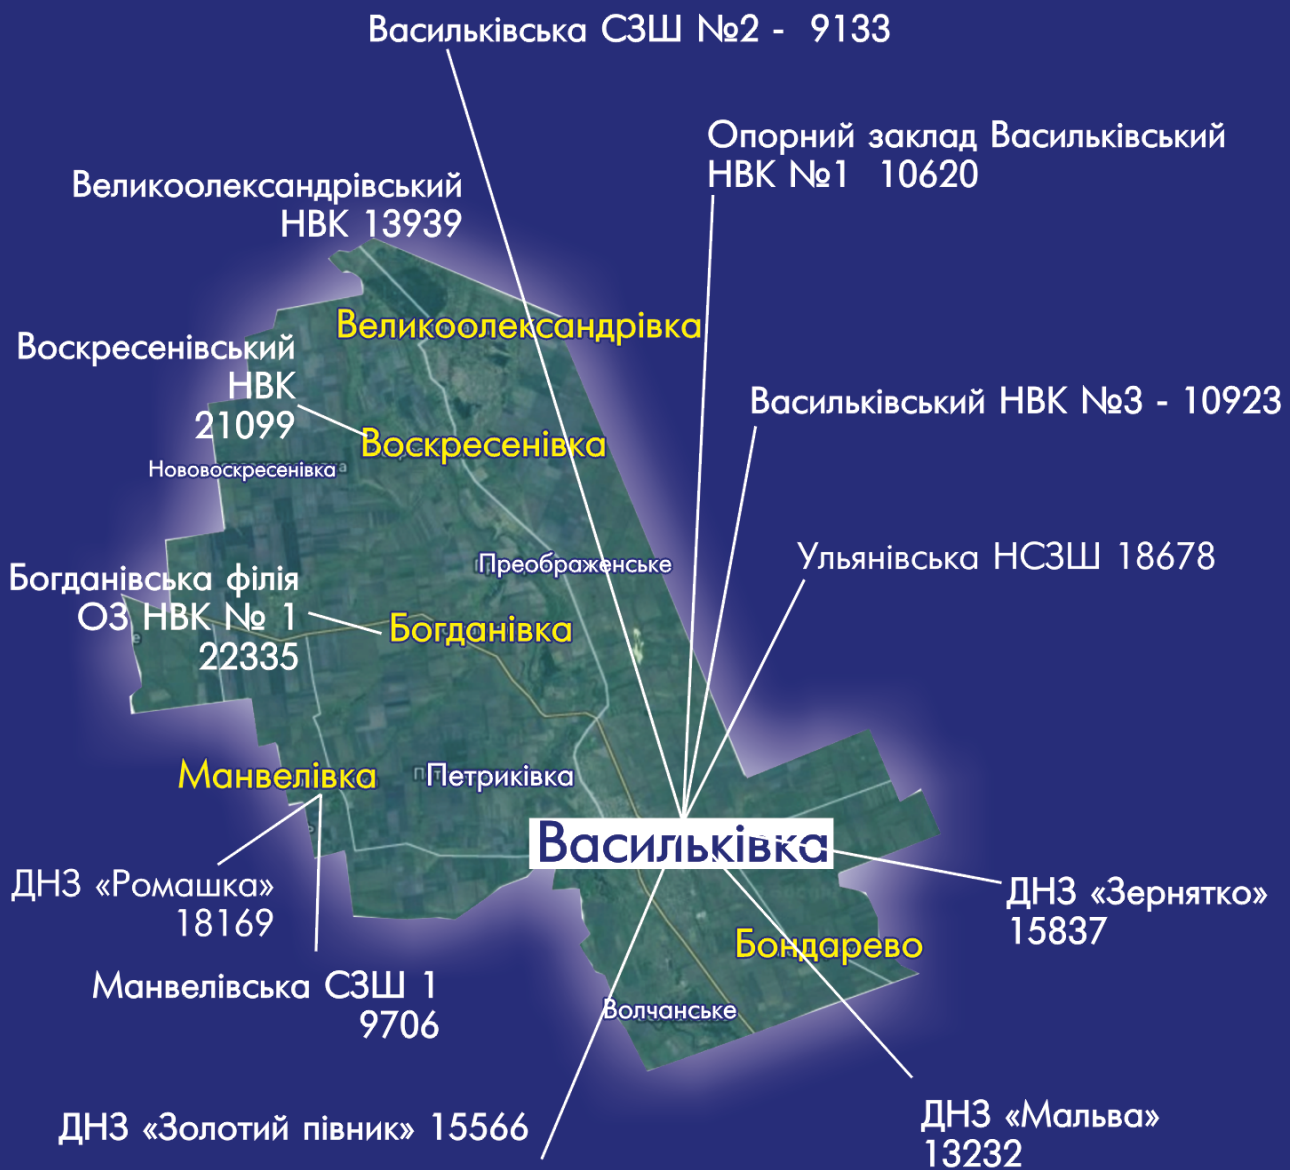 Васильківська СЗШ №2 - 9133
Опорний заклад Васильківський
НВК №1 10620
Великоолександрівський
НВК 13939
Великоолександрівка
Воскресенівський
НВК
21099
Васильківський НВК №3 - 10923
Воскресенівка
Нововоскресенівка
Ульянівська НСЗШ 18678
Преображенське
Богданівська філія
ОЗ НВК № 1
22335
Богданівка
Манвелівка
Петриківка
Васильківка
ДНЗ «Ромашка»
18169
ДНЗ «Зернятко»
15837
Бондарево
Манвелівська СЗШ 1
9706
Волчанське
ДНЗ «Золотий півник» 15566
ДНЗ «Мальва»
13232